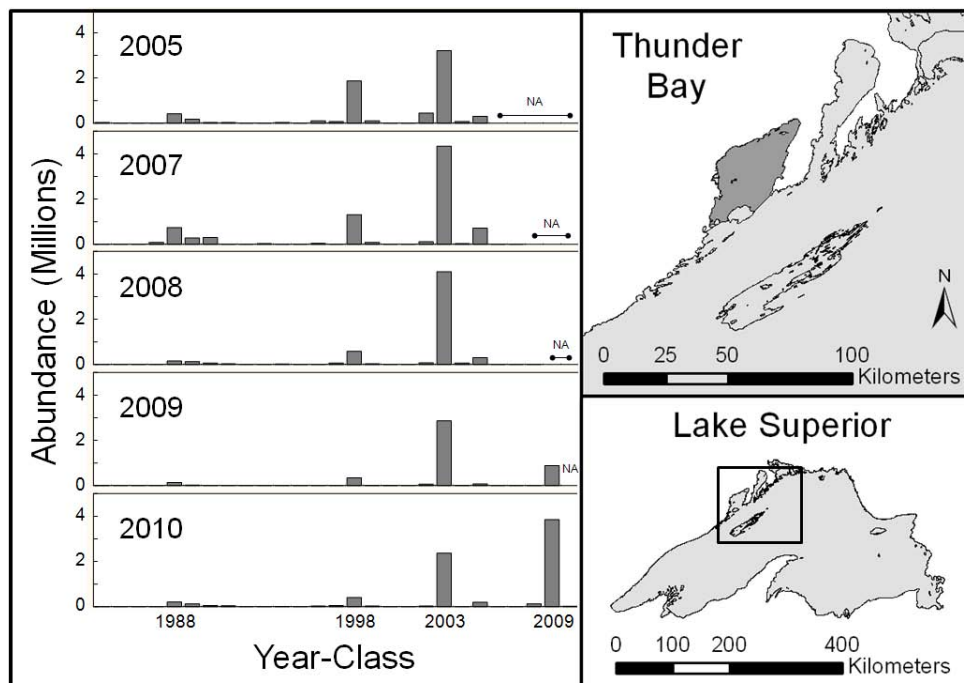 Abundance (Millions)
4
2
0
2005
NA
4
2
0
2007
NA
4
2
0
2008
NA
4
2
0
2009
NA
4
2
0
2010
1988
1998
2003
2009
Year-Class
Thunder
Bay
N
0
25
50
100
Kilometers
Lake Superior
0
100
200
400
Kilometers